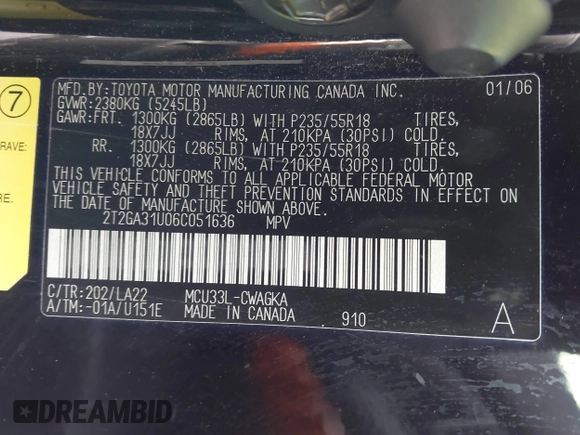 MFD.BY:TOYOTA MOTOR MANUFACTURING CANADA INC. 01/06
GVWR:2380KG (5245LB)
GAWR:FRT. 1300KG (2865LB) WITH P235/55R18 TIRES,
18X7JJ RIMS, AT 210KPA (30PSI) COLD.
RR. 1300KG (2865LB) WITH P235/55R18 TIRES,
18X7JJ RIMS, AT 210KPA (30PSI) COLD.
THIS VEHICLE CONFORMS TO ALL APPLICABLE FEDERAL MOTOR
VEHICLE SAFETY AND THEFT PREVENTION STANDARDS IN EFFECT ON
THE DATE OF MANUFACTURE SHOWN ABOVE.
2T2GA31U06C051636 MPV
C/TR:202/LA22 MCU33L-CWAGKA
A/TM:-01A/U151E MADE IN CANADA 910 A
7
RAVE:
RE.
DREAMBID